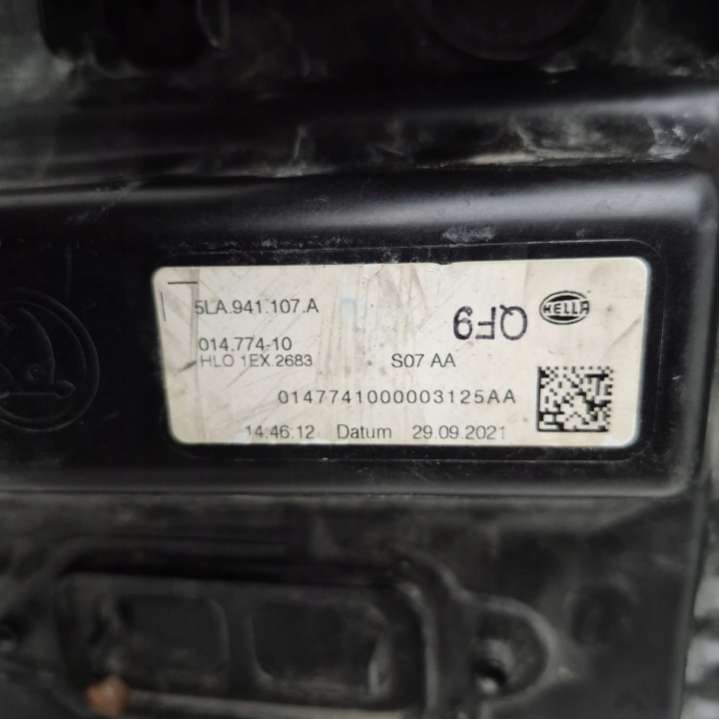 5LA.941.107.A
QF9
HELLA
014.774-10
HLO 1EX 2683
S07 AA
0147741000003125AA
14:46:12 Datum 29.09.2021